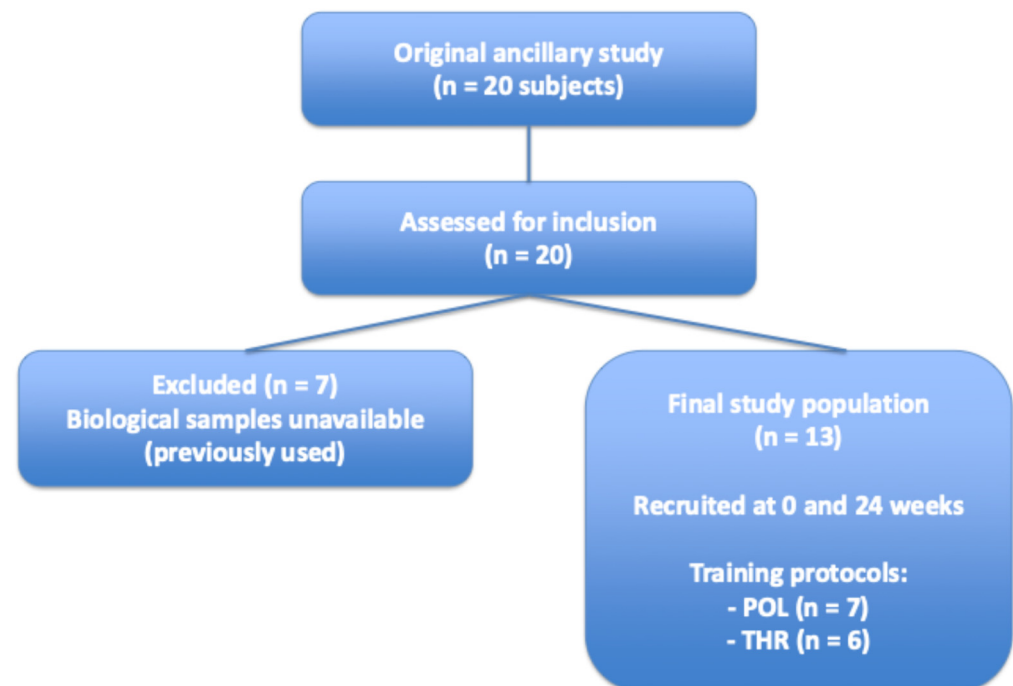 Original ancillary study
(n = 20 subjects)
Assessed for inclusion
(n = 20)
Excluded (n = 7)
Biological samples unavailable
(previously used)
Final study population
(n = 13)
Recruited at 0 and 24 weeks
Training protocols:
- POL (n = 7)
- THR (n = 6)